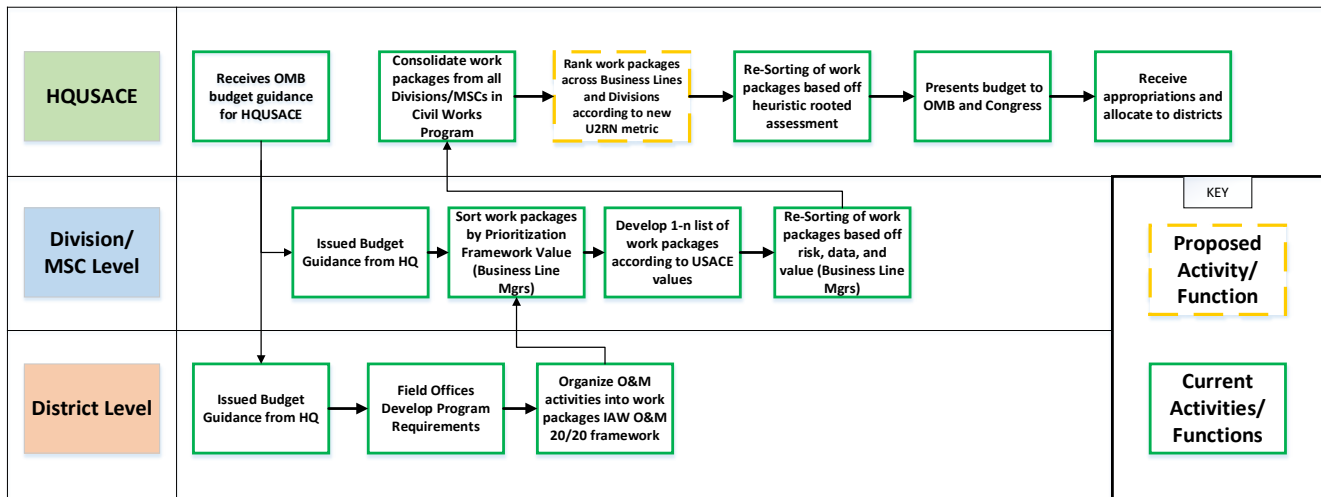 HQUSACE
Receives OMB
budget guidance
for HQUSACE
Consolidate work
packages from all
Divisions/MSCs in
Civil Works
Program
Rank work packages
across Business Lines
and Divisions
according to new
U2RN metric
Re-Sorting of work
packages based off
heuristic rooted
assessment
Presents budget to
OMB and Congress
Receive
appropriations and
allocate to districts
Division/
MSC Level
Issued Budget
Guidance from HQ
Sort work packages
by Prioritization
Framework Value
(Business Line
Mgrs)
Develop 1-n list of
work packages
according to USACE
values
Re-Sorting of work
packages based off
risk, data, and
value (Business Line
Mgrs)
District Level
Issued Budget
Guidance from HQ
Field Offices
Develop Program
Requirements
Organize O&M
activities into work
packages IAW O&M
20/20 framework
KEY
Proposed
Activity/
Function
Current
Activities/
Functions